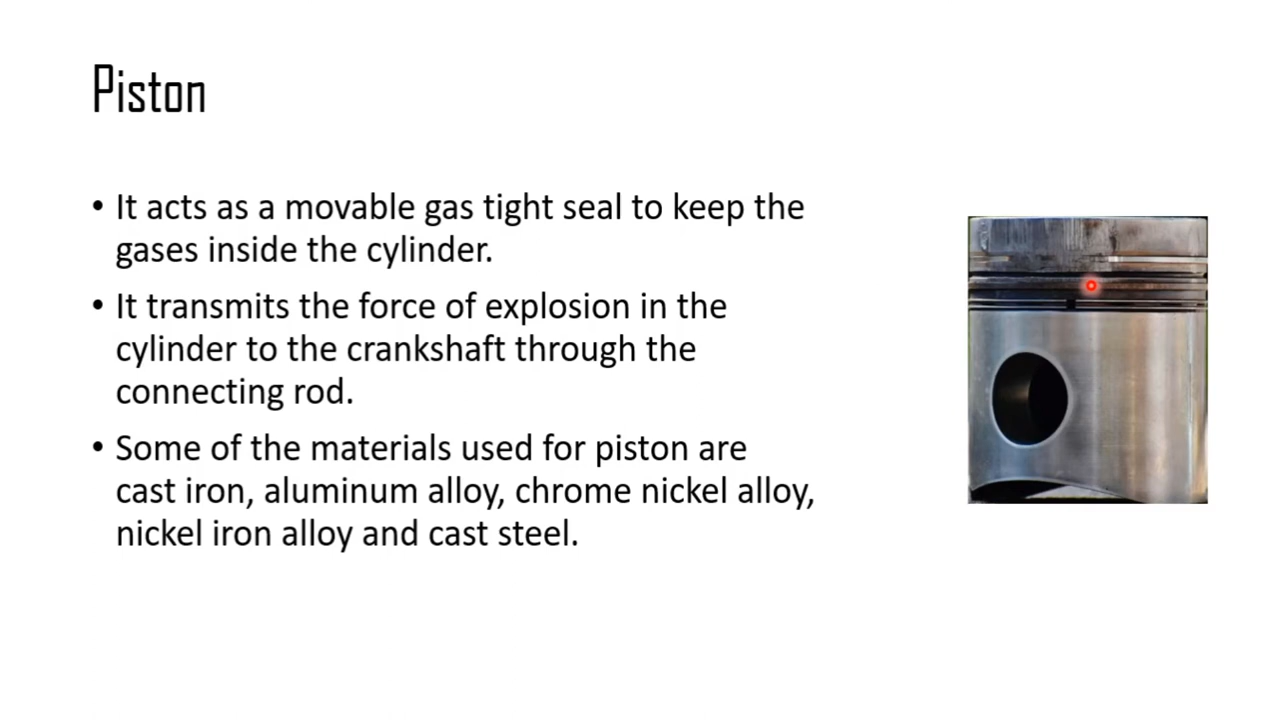 Piston
• It acts as a movable gas tight seal to keep the
gases inside the cylinder.
• It transmits the force of explosion in the
cylinder to the crankshaft through the
connecting rod.
• Some of the materials used for piston are
cast iron, aluminum alloy, chrome nickel alloy,
nickel iron alloy and cast steel.